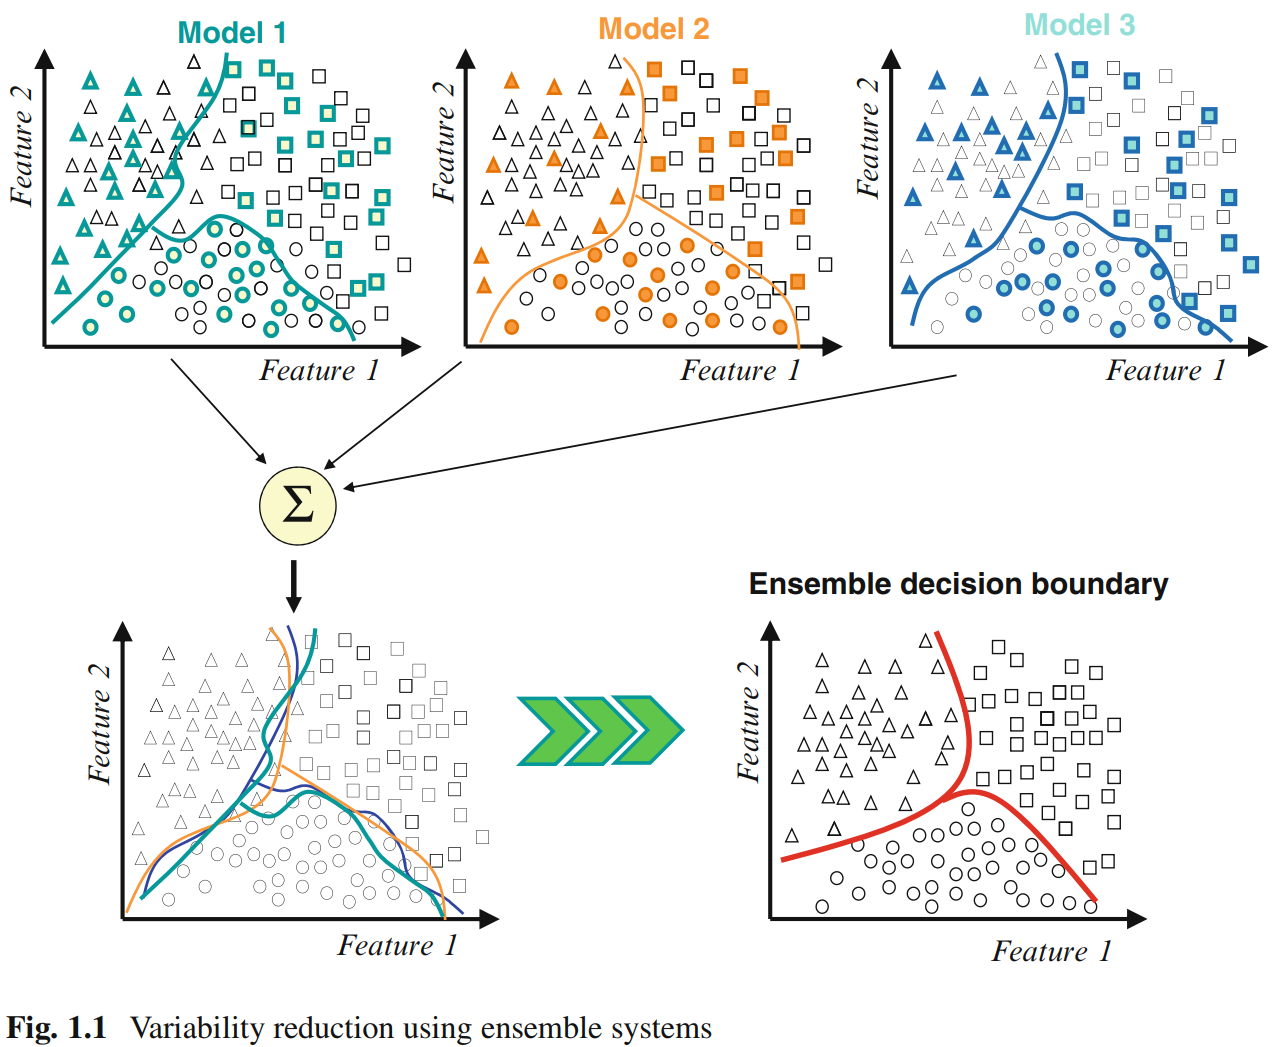 Model 1
Model 2
Model 3
Feature 2
Feature 2
Feature 2
Feature 1
Feature 1
Feature 1
Σ
Ensemble decision boundary
Feature 2
Feature 2
Feature 1
Feature 1
Fig. 1.1 Variability reduction using ensemble systems